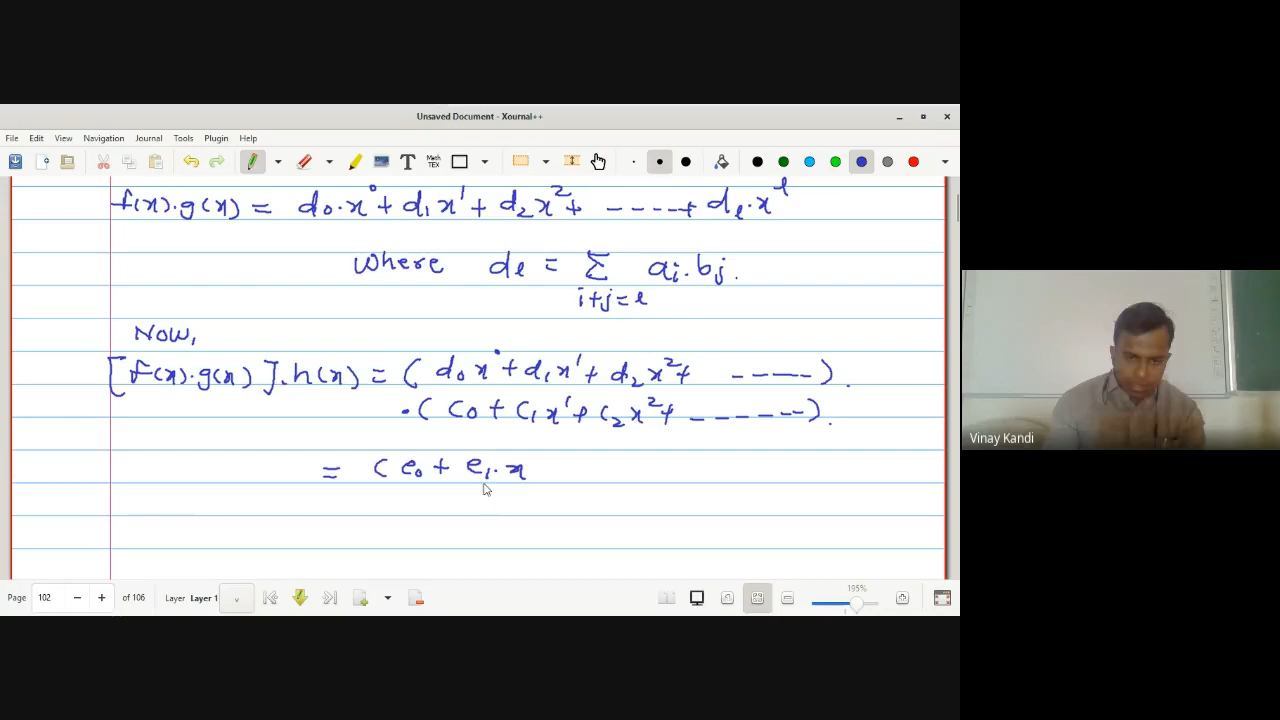 Unsaved Document - Xournal++
File Edit View Navigation Journal Tools Plugin Help
f(x).g(x) = d0.x⁰ + d1x¹ + d2x² + ----+ dℓ.xˡ
Where dℓ = Σ ai.bj.
i+j=ℓ
Now,
[f(x).g(x)].h(x) = ( d0x⁰ + d1x¹ + d2x² + ----- ).
.( C0 + C1x¹ + C2x² + ------ ).
= ( e0 + e1.x
Vinay Kandi
Page 102 of 106 Layer Layer 1 195%